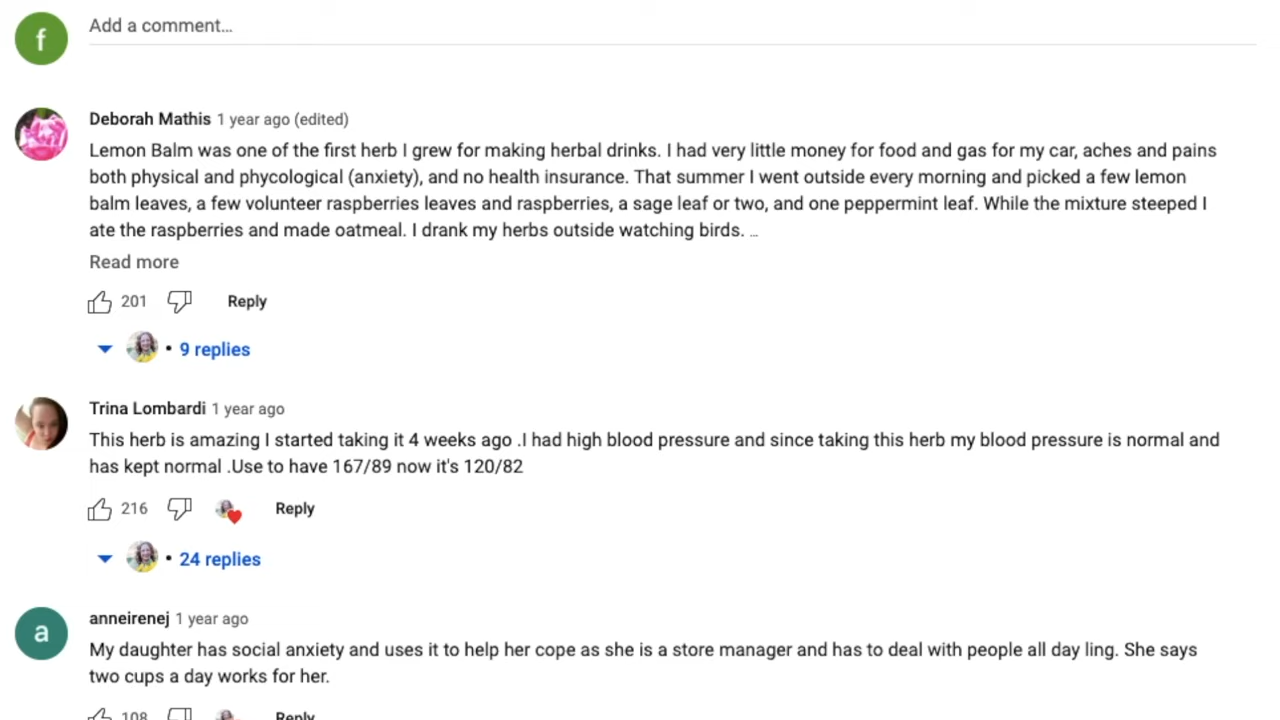 f
Add a comment...
Deborah Mathis 1 year ago (edited)
Lemon Balm was one of the first herb I grew for making herbal drinks. I had very little money for food and gas for my car, aches and pains
both physical and phycological (anxiety), and no health insurance. That summer I went outside every morning and picked a few lemon
balm leaves, a few volunteer raspberries leaves and raspberries, a sage leaf or two, and one peppermint leaf. While the mixture steeped I
ate the raspberries and made oatmeal. I drank my herbs outside watching birds. ...
Read more
201 Reply
• 9 replies
Trina Lombardi 1 year ago
This herb is amazing I started taking it 4 weeks ago .I had high blood pressure and since taking this herb my blood pressure is normal and
has kept normal .Use to have 167/89 now it's 120/82
216 Reply
• 24 replies
a
anneirenej 1 year ago
My daughter has social anxiety and uses it to help her cope as she is a store manager and has to deal with people all day ling. She says
two cups a day works for her.
108 Reply